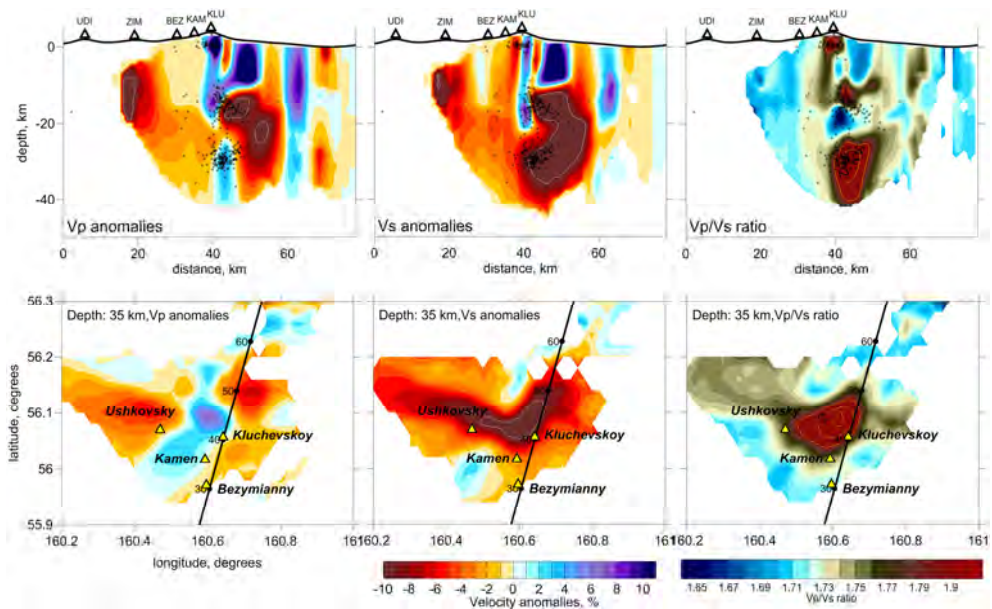 UDI ZIM BEZ KAM KLU
UDI ZIM BEZ KAM KLU
UDI ZIM BEZ KAM KLU
0
-20
-40
depth, km
Vp anomalies
Vs anomalies
Vp/Vs ratio
0 20 40 60
0 20 40 60
0 20 40 60
distance, km
distance, km
distance, km
56.3
56.2
56.1
56
55.9
latitude, degrees
Depth: 35 km,Vp anomalies
60
50
Ushkovsky
40
Kluchevskoy
Kamen
30
Bezymianny
Depth: 35 km,Vs anomalies
60
Ushkovsky
Kluchevskoy
Kamen
30
Bezymianny
Depth: 35 km,Vp/Vs ratio
60
Ushkovsky
Kluchevskoy
Kamen
Bezymianny
160.2 160.4 160.6 160.8
160.2 160.4 160.6 160.8
160.2 160.4 160.6 160.8 161
longitude, degrees
-10 -8 -6 -4 -2 0 2 4 6 8 10
Velocity anomalies, %
1.65 1.67 1.69 1.71 1.73 1.75 1.77 1.79 1.9
Vp/Vs ratio